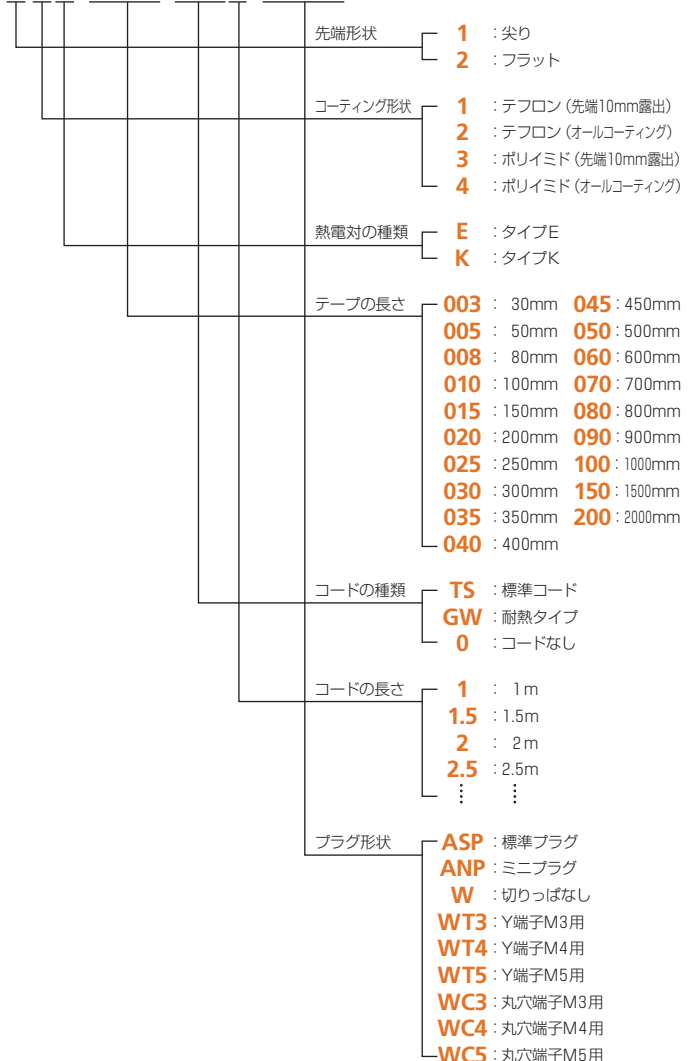 先端形状 1 :尖り
2 :フラット
コーティング形状 1 :テフロン(先端10mm露出)
2 :テフロン(オールコーティング)
3 :ポリイミド(先端10mm露出)
4 :ポリイミド(オールコーティング)
熱電対の種類 E :タイプE
K :タイプK
テープの長さ 003 : 30mm 045 : 450mm
005 : 50mm 050 : 500mm
008 : 80mm 060 : 600mm
010 : 100mm 070 : 700mm
015 : 150mm 080 : 800mm
020 : 200mm 090 : 900mm
025 : 250mm 100 : 1000mm
030 : 300mm 150 : 1500mm
035 : 350mm 200 : 2000mm
040 : 400mm
コードの種類 TS :標準コード
GW :耐熱タイプ
0 :コードなし
コードの長さ 1 : 1m
1.5 : 1.5m
2 : 2m
2.5 : 2.5m
⋮ ⋮
プラグ形状 ASP :標準プラグ
ANP :ミニプラグ
W :切りっぱなし
WT3 :Y端子M3用
WT4 :Y端子M4用
WT5 :Y端子M5用
WC3 :丸穴端子M3用
WC4 :丸穴端子M4用
WC5 :丸穴端子M5用